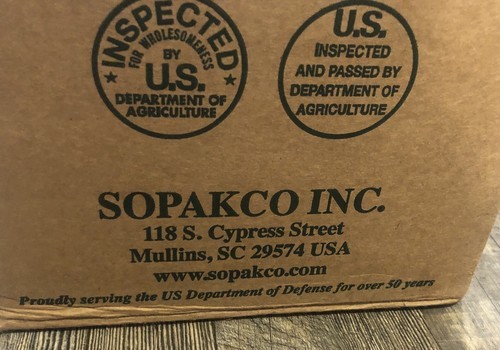 INSPECTED
FOR WHOLESOMENESS
BY
U.S.
DEPARTMENT OF
AGRICULTURE
U.S.
INSPECTED
AND PASSED BY
DEPARTMENT OF
AGRICULTURE
SOPAKCO INC.
118 S. Cypress Street
Mullins, SC 29574 USA
www.sopakco.com
Proudly serving the US Department of Defense for over 50 years